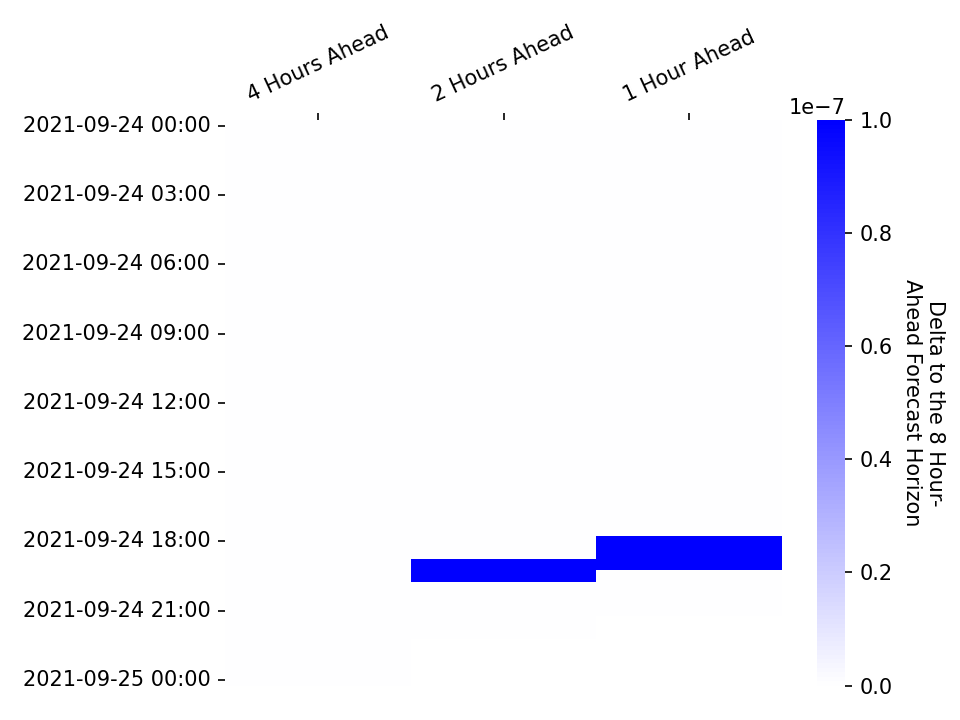 4 Hours Ahead
2 Hours Ahead
1 Hour Ahead
1e−7
2021-09-24 00:00
2021-09-24 03:00
2021-09-24 06:00
2021-09-24 09:00
2021-09-24 12:00
2021-09-24 15:00
2021-09-24 18:00
2021-09-24 21:00
2021-09-25 00:00
1.0
0.8
0.6
0.4
0.2
0.0
Delta to the 8 Hour-
Ahead Forecast Horizon